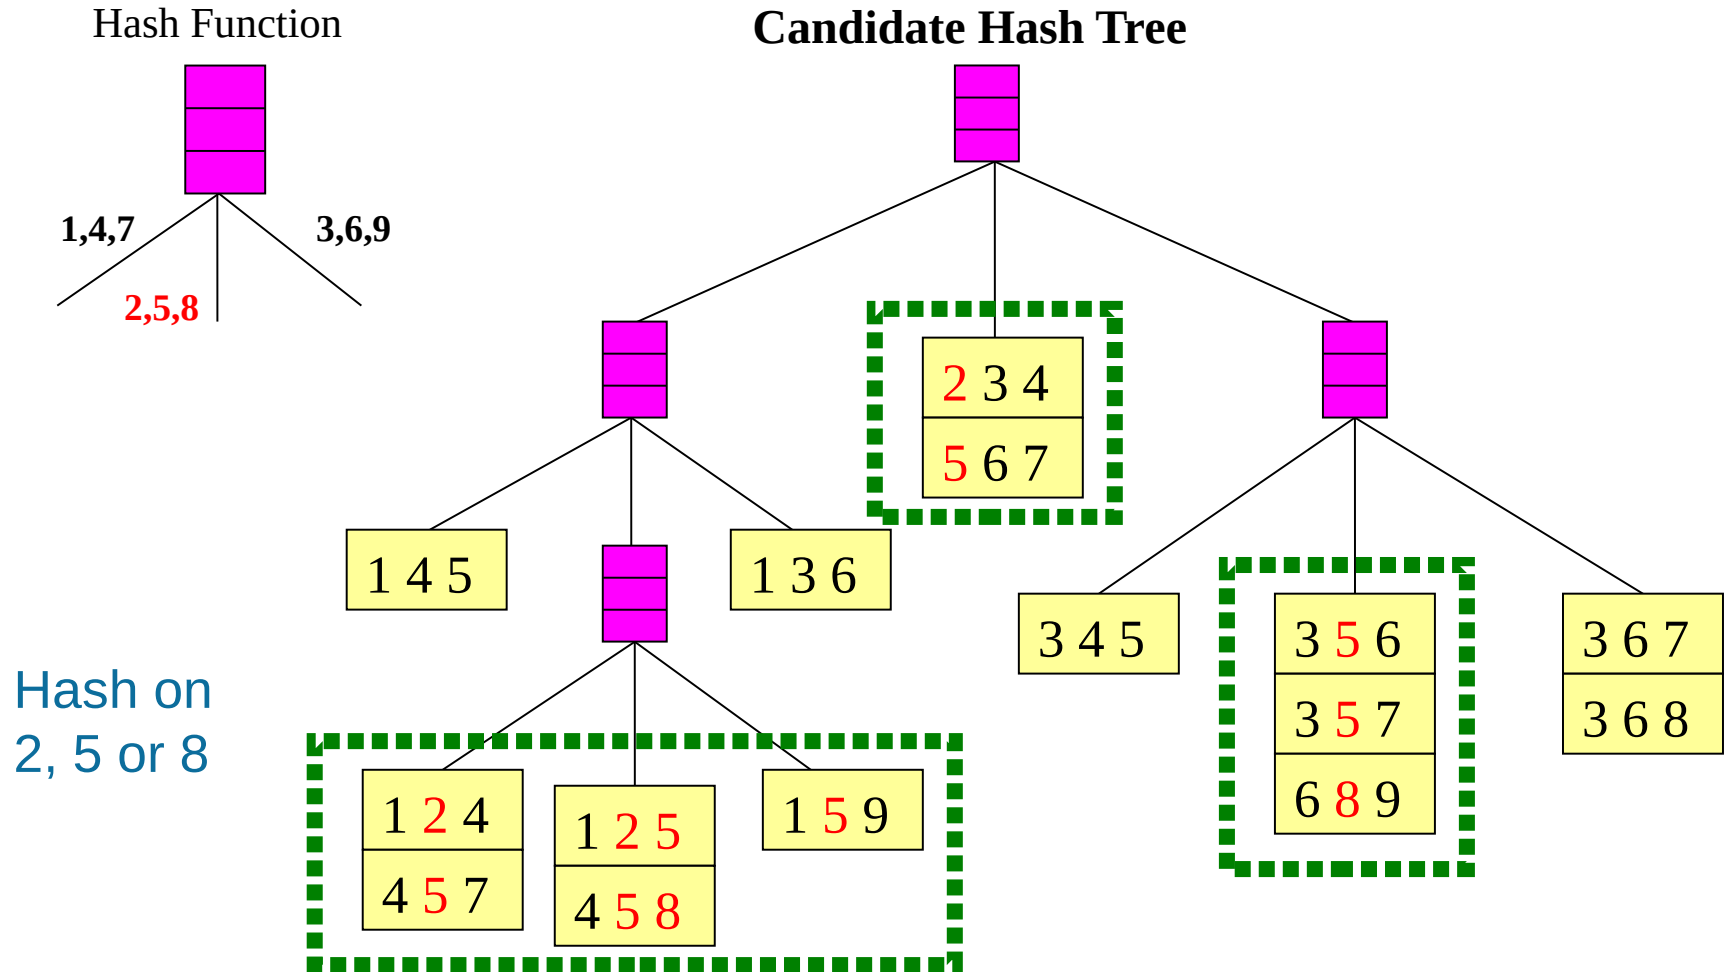 Hash Function
Candidate Hash Tree
1,4,7
3,6,9
2,5,8
2 3 4
5 6 7
1 4 5
1 3 6
3 4 5
3 5 6
3 5 7
6 8 9
3 6 7
3 6 8
Hash on
2, 5 or 8
1 2 4
4 5 7
1 2 5
4 5 8
1 5 9